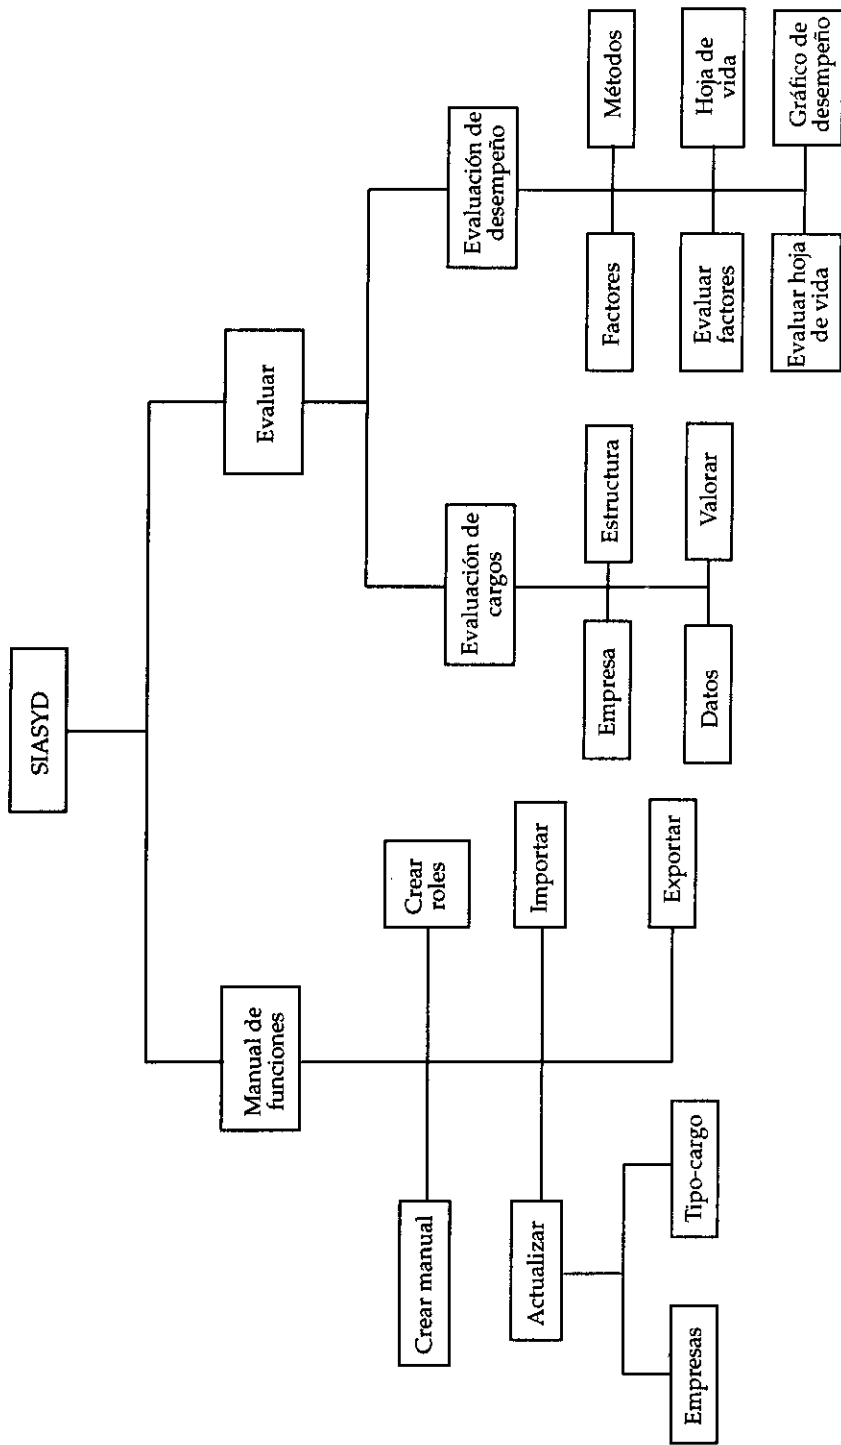 SIASYD
Manual de
funciones
Evaluar
Crear manual
Crear
roles
Actualizar
Importar
Empresas
Tipo-cargo
Exportar
Evaluación de
cargos
Evaluación de
desempeño
Empresa
Estructura
Datos
Valorar
Factores
Métodos
Evaluar
factores
Hoja de
vida
Evaluar hoja
de vida
Gráfico de
desempeño